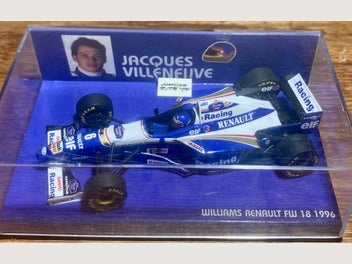 JACQUES
VILLENEUVE
Racing
elf
Racing
RENAULT
elf
6
Racing
WILLIAMS RENAULT FW 18 1996